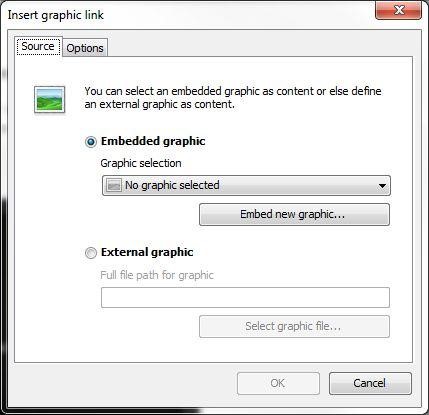 Insert graphic link
Source Options
You can select an embedded graphic as content or else define
an external graphic as content.
Embedded graphic
Graphic selection
No graphic selected
Embed new graphic...
External graphic
Full file path for graphic
Select graphic file...
OK Cancel